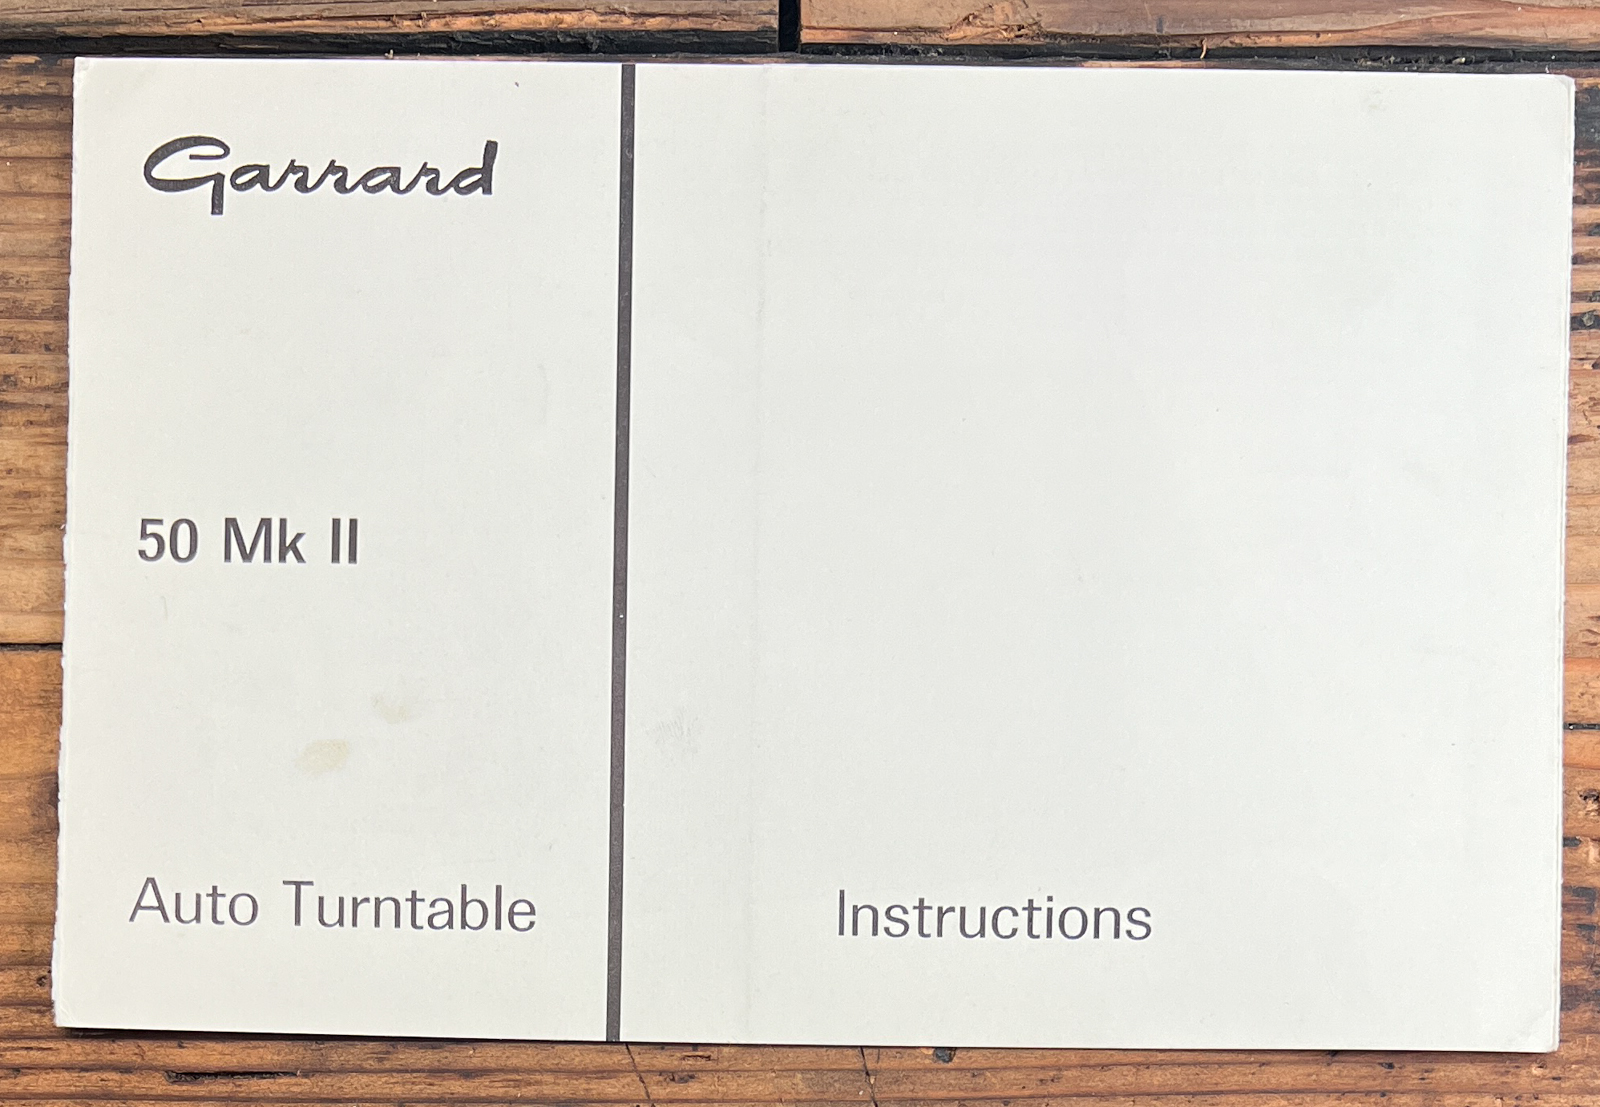 Garrard
50 Mk II
Auto Turntable
Instructions